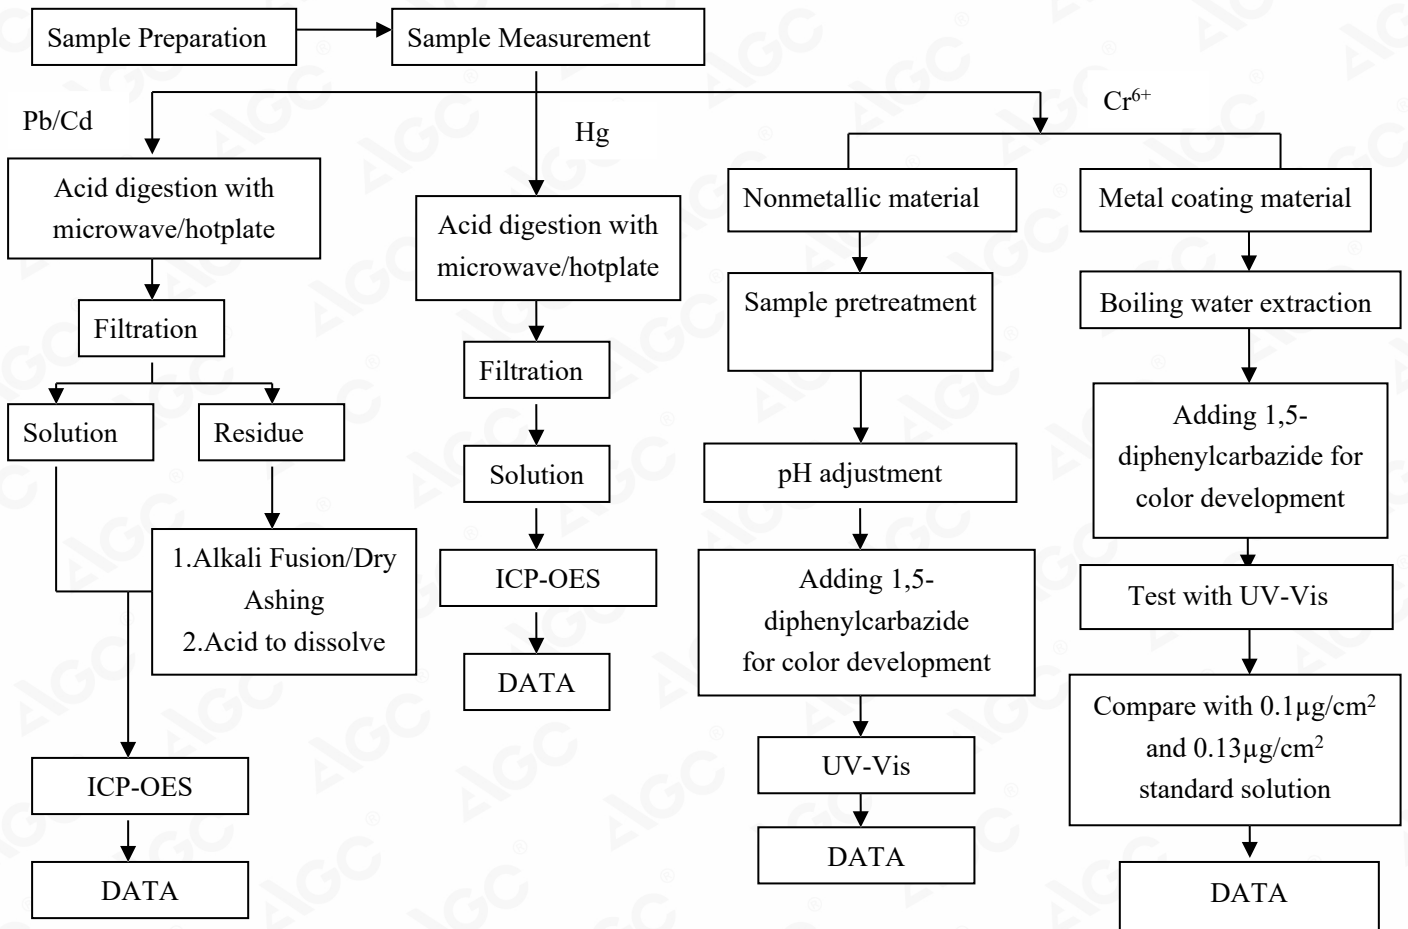 Sample Preparation
Sample Measurement
Pb/Cd
Hg
Cr⁶⁺
Acid digestion with
microwave/hotplate
Filtration
Solution
Residue
1.Alkali Fusion/Dry
Ashing
2.Acid to dissolve
ICP-OES
DATA
Acid digestion with
microwave/hotplate
Filtration
Solution
ICP-OES
DATA
Nonmetallic material
Sample pretreatment
pH adjustment
Adding 1,5-
diphenylcarbazide
for color development
UV-Vis
DATA
Metal coating material
Boiling water extraction
Adding 1,5-
diphenylcarbazide for
color development
Test with UV-Vis
Compare with 0.1µg/cm²
and 0.13µg/cm²
standard solution
DATA
AGC®